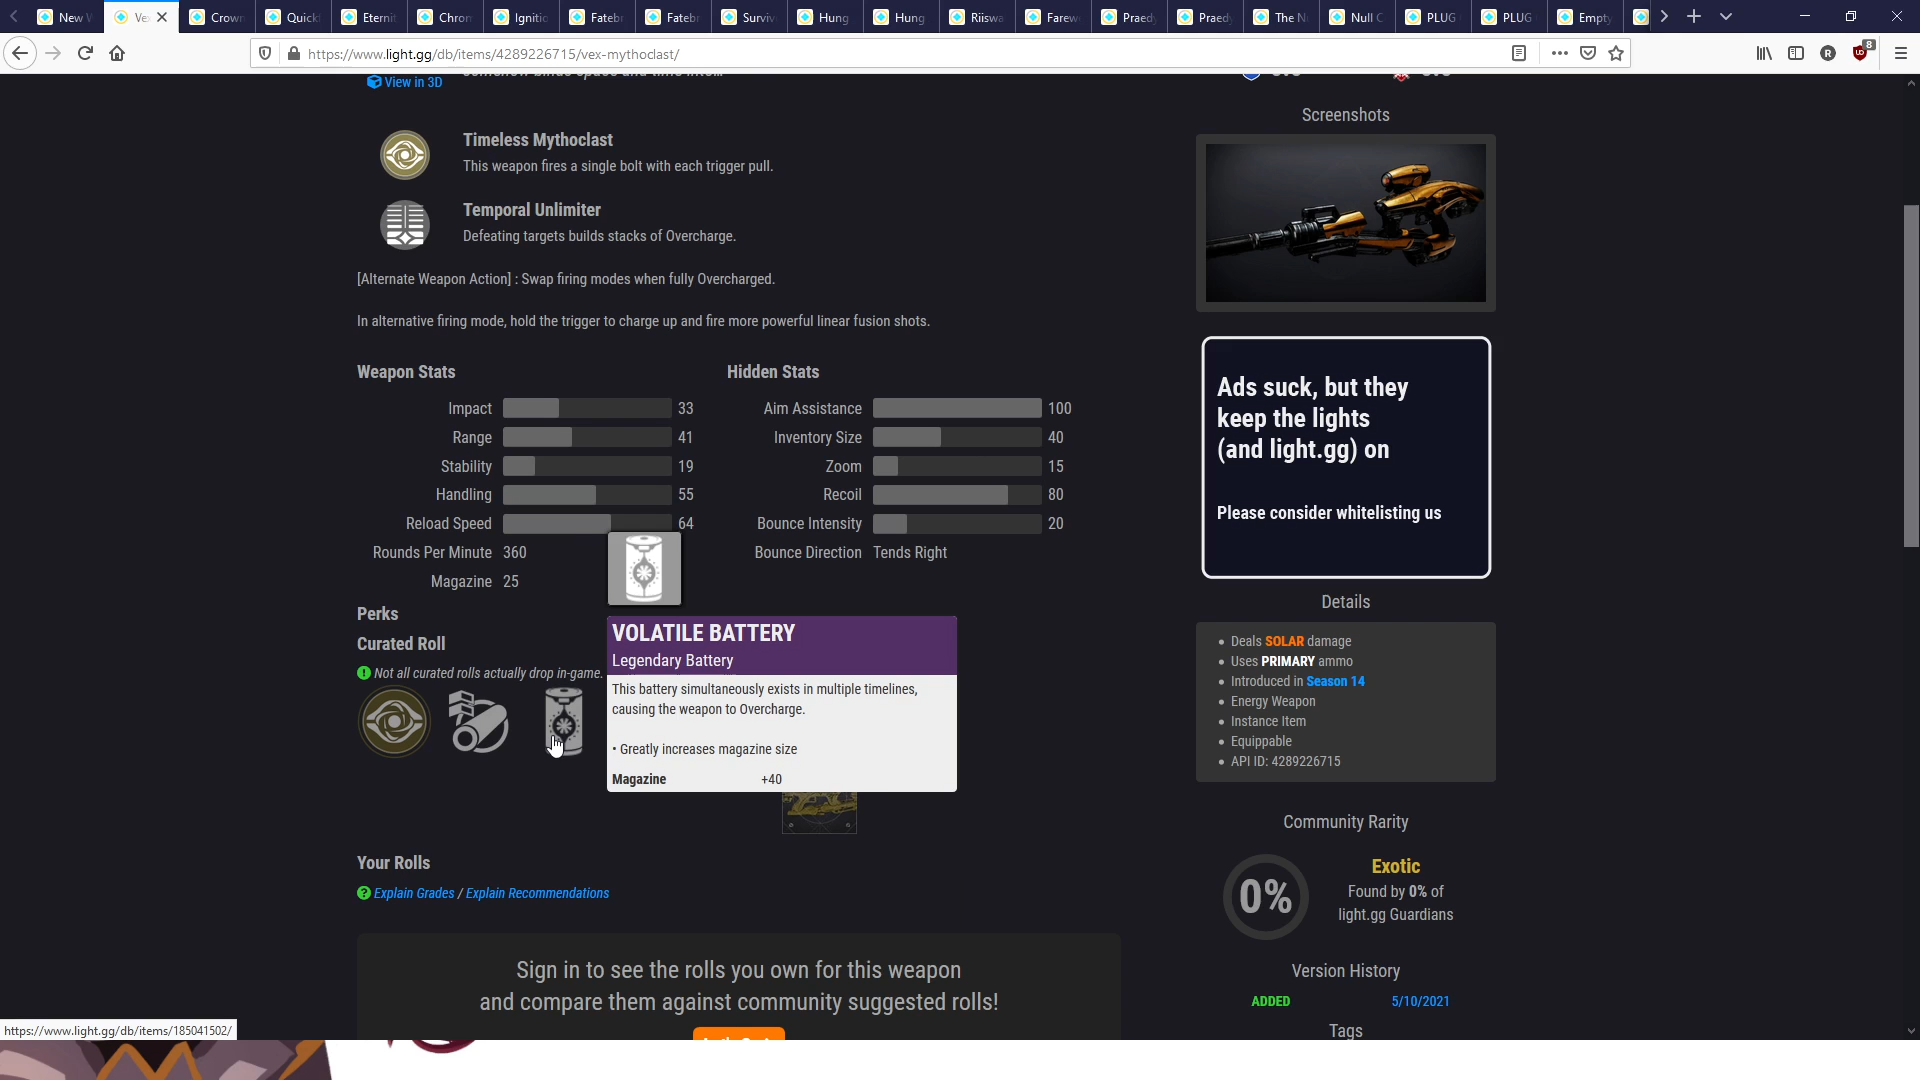 New W
Vex
Crown
Quick
Eternit
Chron
Ignitio
Fatebr
Fatebr
Surviv
Hung
Hung
Riiswa
Farew
Praedy
Praedy
The N
Null C
PLUG
PLUG
Empty
https://www.light.gg/db/items/4289226715/vex-mythoclast/
8
View in 3D
Timeless Mythoclast
This weapon fires a single bolt with each trigger pull.
Temporal Unlimiter
Defeating targets builds stacks of Overcharge.
[Alternate Weapon Action] : Swap firing modes when fully Overcharged.
In alternative firing mode, hold the trigger to charge up and fire more powerful linear fusion shots.
Weapon Stats
Impact 33
Range 41
Stability 19
Handling 55
Reload Speed 64
Rounds Per Minute 360
Magazine 25
Hidden Stats
Aim Assistance 100
Inventory Size 40
Zoom 15
Recoil 80
Bounce Intensity 20
Bounce Direction Tends Right
Perks
Curated Roll
Not all curated rolls actually drop in-game.
VOLATILE BATTERY
Legendary Battery
This battery simultaneously exists in multiple timelines,
causing the weapon to Overcharge.
• Greatly increases magazine size
Magazine +40
Your Rolls
Explain Grades / Explain Recommendations
Sign in to see the rolls you own for this weapon
and compare them against community suggested rolls!
Screenshots
Ads suck, but they
keep the lights
(and light.gg) on
Please consider whitelisting us
Details
• Deals SOLAR damage
• Uses PRIMARY ammo
• Introduced in Season 14
• Energy Weapon
• Instance Item
• Equippable
• API ID: 4289226715
Community Rarity
0%
Exotic
Found by 0% of
light.gg Guardians
Version History
ADDED 5/10/2021
Tags
https://www.light.gg/db/items/185041502/